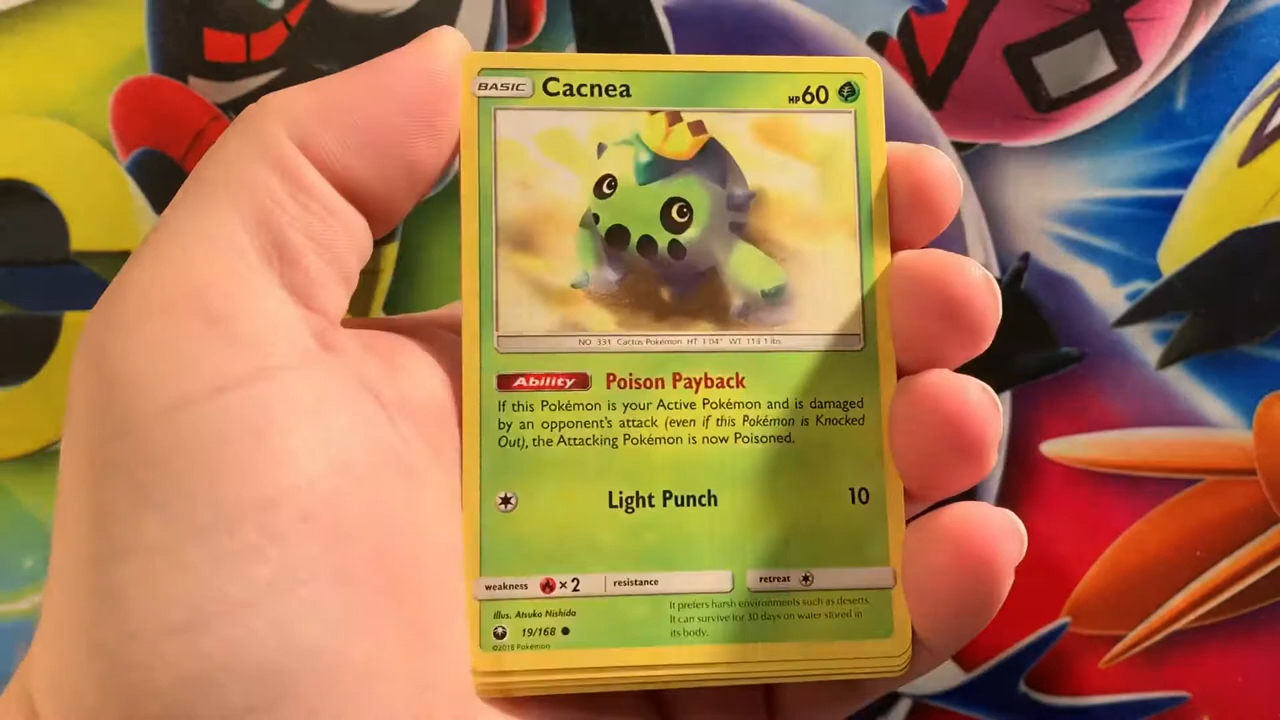 BASIC Cacnea HP 60
NO. 331 Cactus Pokémon HT: 1'04" WT: 113.1 lbs.
Ability Poison Payback
If this Pokémon is your Active Pokémon and is damaged
by an opponent's attack (even if this Pokémon is Knocked
Out), the Attacking Pokémon is now Poisoned.
Light Punch 10
weakness ×2 resistance retreat
Illus. Atsuko Nishida
19/168
©2018 Pokémon
It prefers harsh environments such as deserts.
It can survive for 30 days on water stored in
its body.